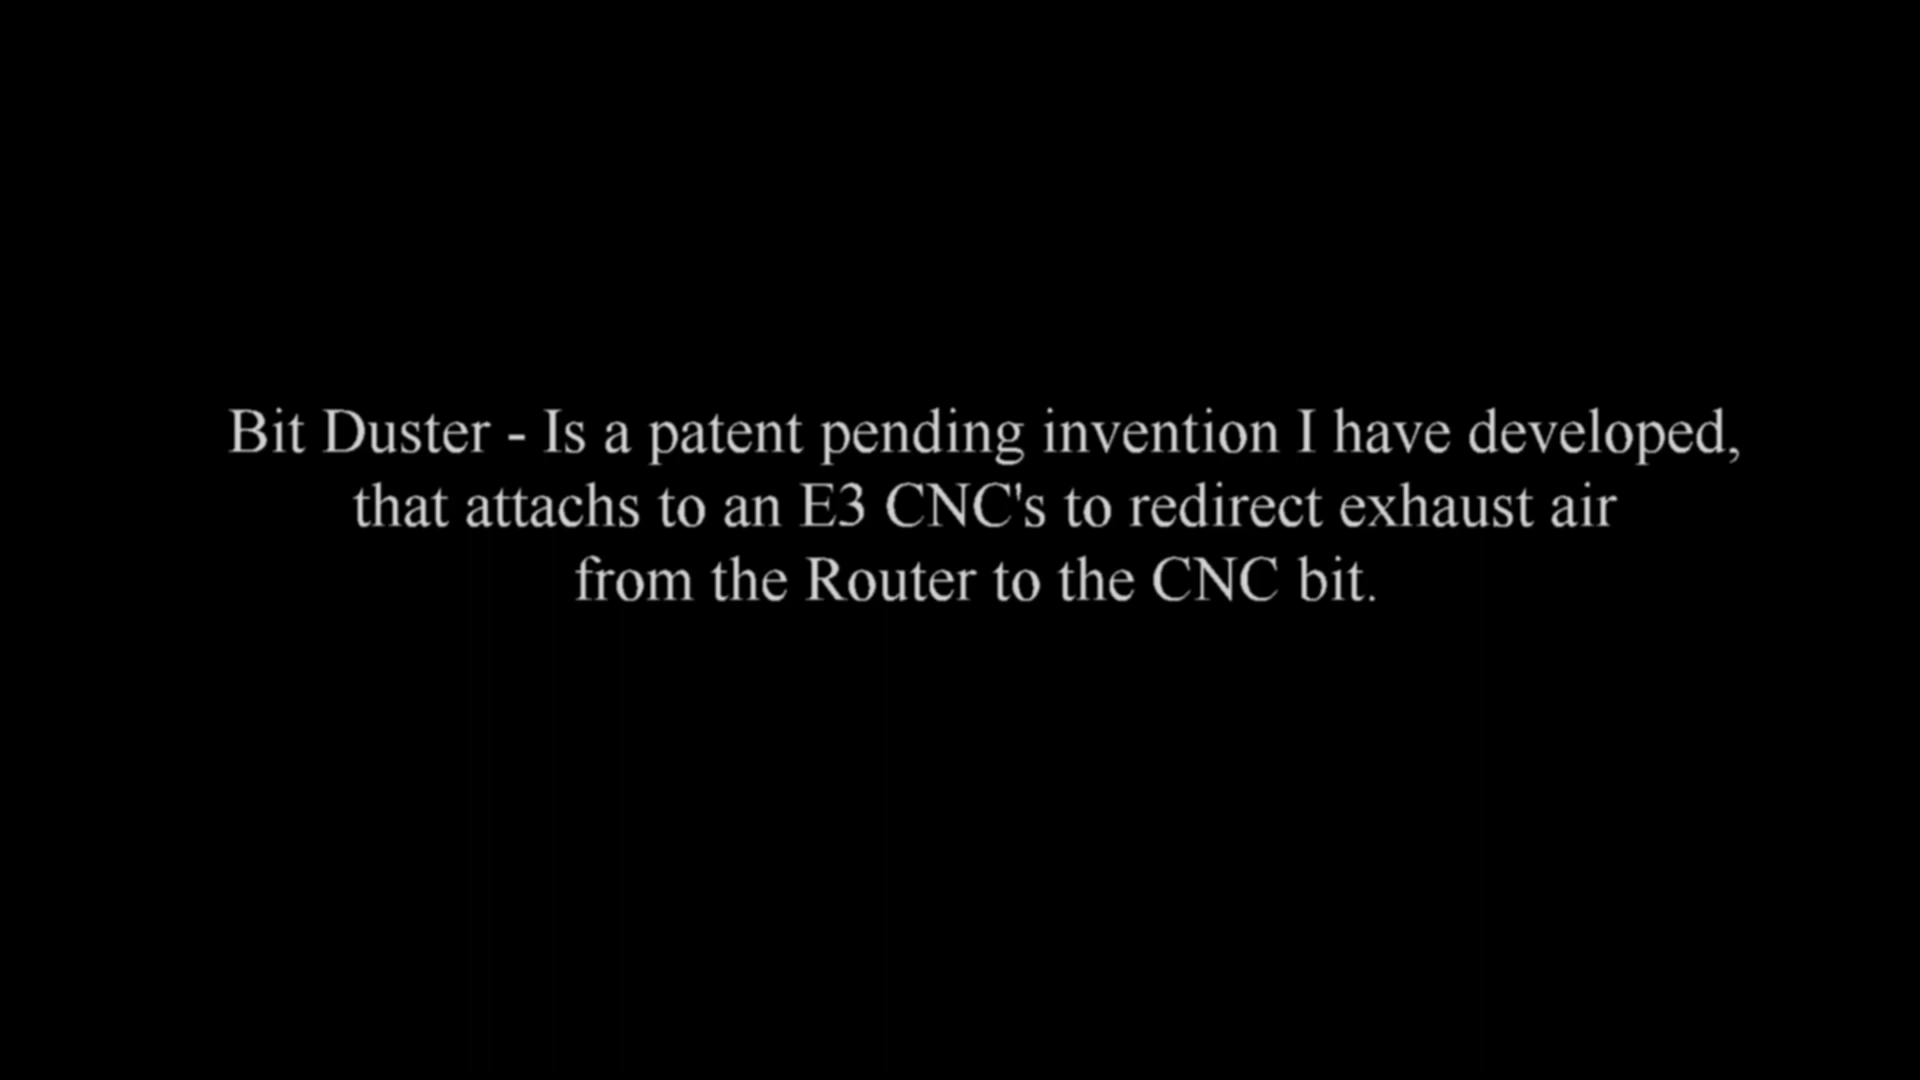 Bit Duster - Is a patent pending invention I have developed,
that attachs to an E3 CNC's to redirect exhaust air
from the Router to the CNC bit.